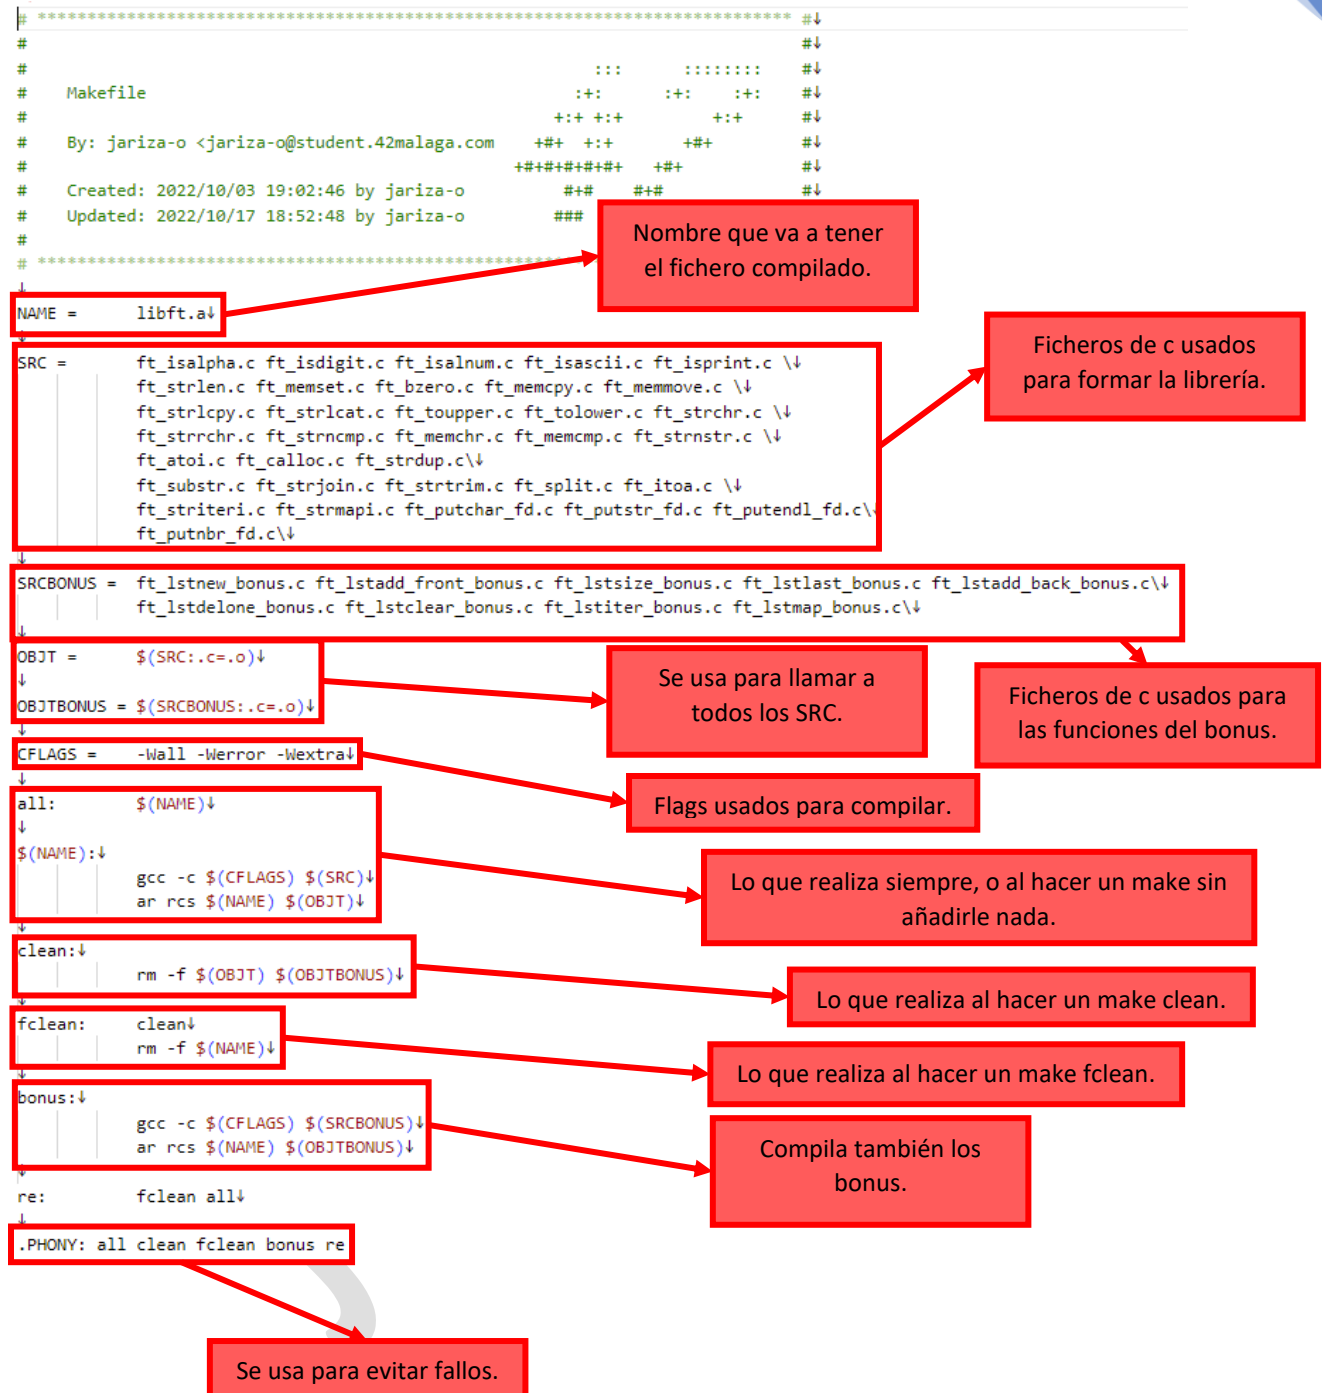 # **************************************************************************** #↓
#                                                                              #↓
#                                                         :::      ::::::::    #↓
#    Makefile                                           :+:      :+:    :+:    #↓
#                                                     +:+ +:+         +:+      #↓
#    By: jariza-o <jariza-o@student.42malaga.com    +#+  +:+       +#+         #↓
#                                                 +#+#+#+#+#+   +#+            #↓
#    Created: 2022/10/03 19:02:46 by jariza-o          #+#    #+#              #↓
#    Updated: 2022/10/17 18:52:48 by jariza-o         ###
#
# ****************************************************
Nombre que va a tener
el fichero compilado.
↓
NAME =      libft.a↓
↓
SRC =       ft_isalpha.c ft_isdigit.c ft_isalnum.c ft_isascii.c ft_isprint.c \↓
            ft_strlen.c ft_memset.c ft_bzero.c ft_memcpy.c ft_memmove.c \↓
            ft_strlcpy.c ft_strlcat.c ft_toupper.c ft_tolower.c ft_strchr.c \↓
            ft_strrchr.c ft_strncmp.c ft_memchr.c ft_memcmp.c ft_strnstr.c \↓
            ft_atoi.c ft_calloc.c ft_strdup.c\↓
            ft_substr.c ft_strjoin.c ft_strtrim.c ft_split.c ft_itoa.c \↓
            ft_striteri.c ft_strmapi.c ft_putchar_fd.c ft_putstr_fd.c ft_putendl_fd.c\↓
            ft_putnbr_fd.c\↓
Ficheros de c usados
para formar la librería.
↓
SRCBONUS =  ft_lstnew_bonus.c ft_lstadd_front_bonus.c ft_lstsize_bonus.c ft_lstlast_bonus.c ft_lstadd_back_bonus.c\↓
            ft_lstdelone_bonus.c ft_lstclear_bonus.c ft_lstiter_bonus.c ft_lstmap_bonus.c\↓
↓
Ficheros de c usados para
las funciones del bonus.
OBJT =      $(SRC:.c=.o)↓
↓
OBJTBONUS = $(SRCBONUS:.c=.o)↓
↓
Se usa para llamar a
todos los SRC.
CFLAGS =    -Wall -Werror -Wextra↓
↓
Flags usados para compilar.
all:        $(NAME)↓
↓
$(NAME):↓
            gcc -c $(CFLAGS) $(SRC)↓
            ar rcs $(NAME) $(OBJT)↓
↓
Lo que realiza siempre, o al hacer un make sin
añadirle nada.
clean:↓
            rm -f $(OBJT) $(OBJTBONUS)↓
↓
Lo que realiza al hacer un make clean.
fclean:     clean↓
            rm -f $(NAME)↓
↓
Lo que realiza al hacer un make fclean.
bonus:↓
            gcc -c $(CFLAGS) $(SRCBONUS)↓
            ar rcs $(NAME) $(OBJTBONUS)↓
↓
Compila también los
bonus.
re:         fclean all↓
↓
.PHONY: all clean fclean bonus re
Se usa para evitar fallos.